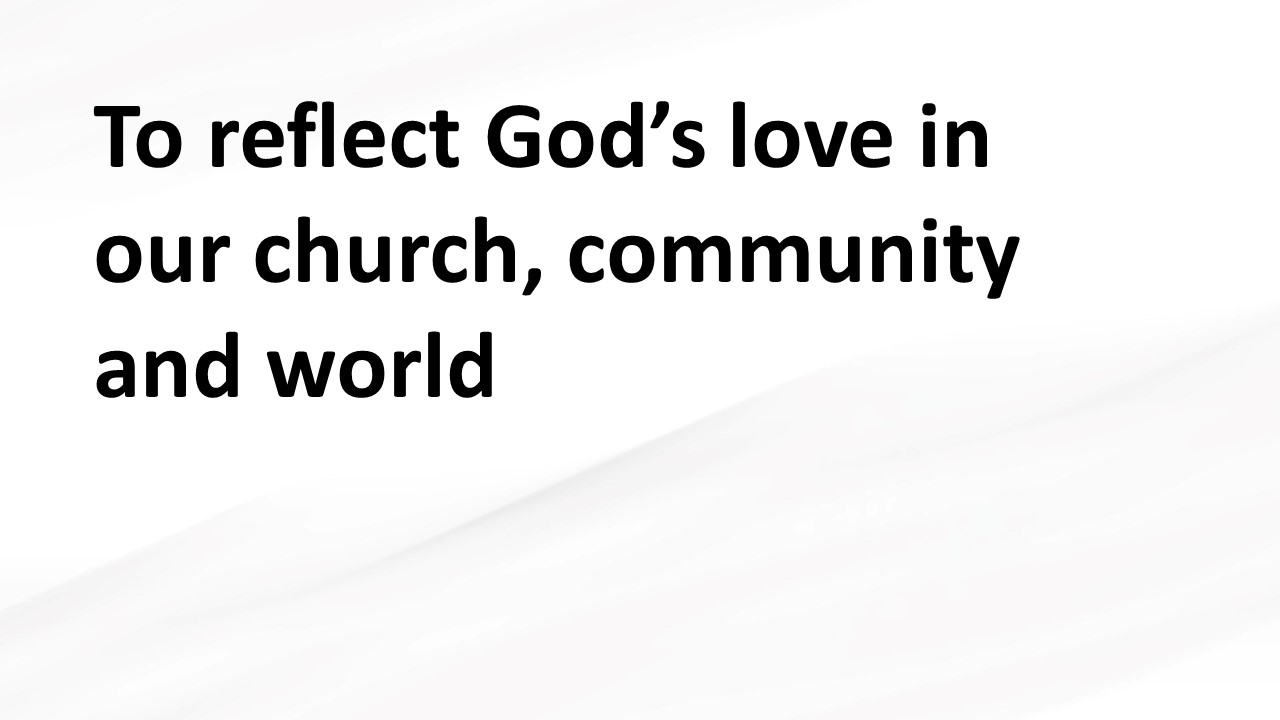 To reflect God’s love in
our church, community
and world